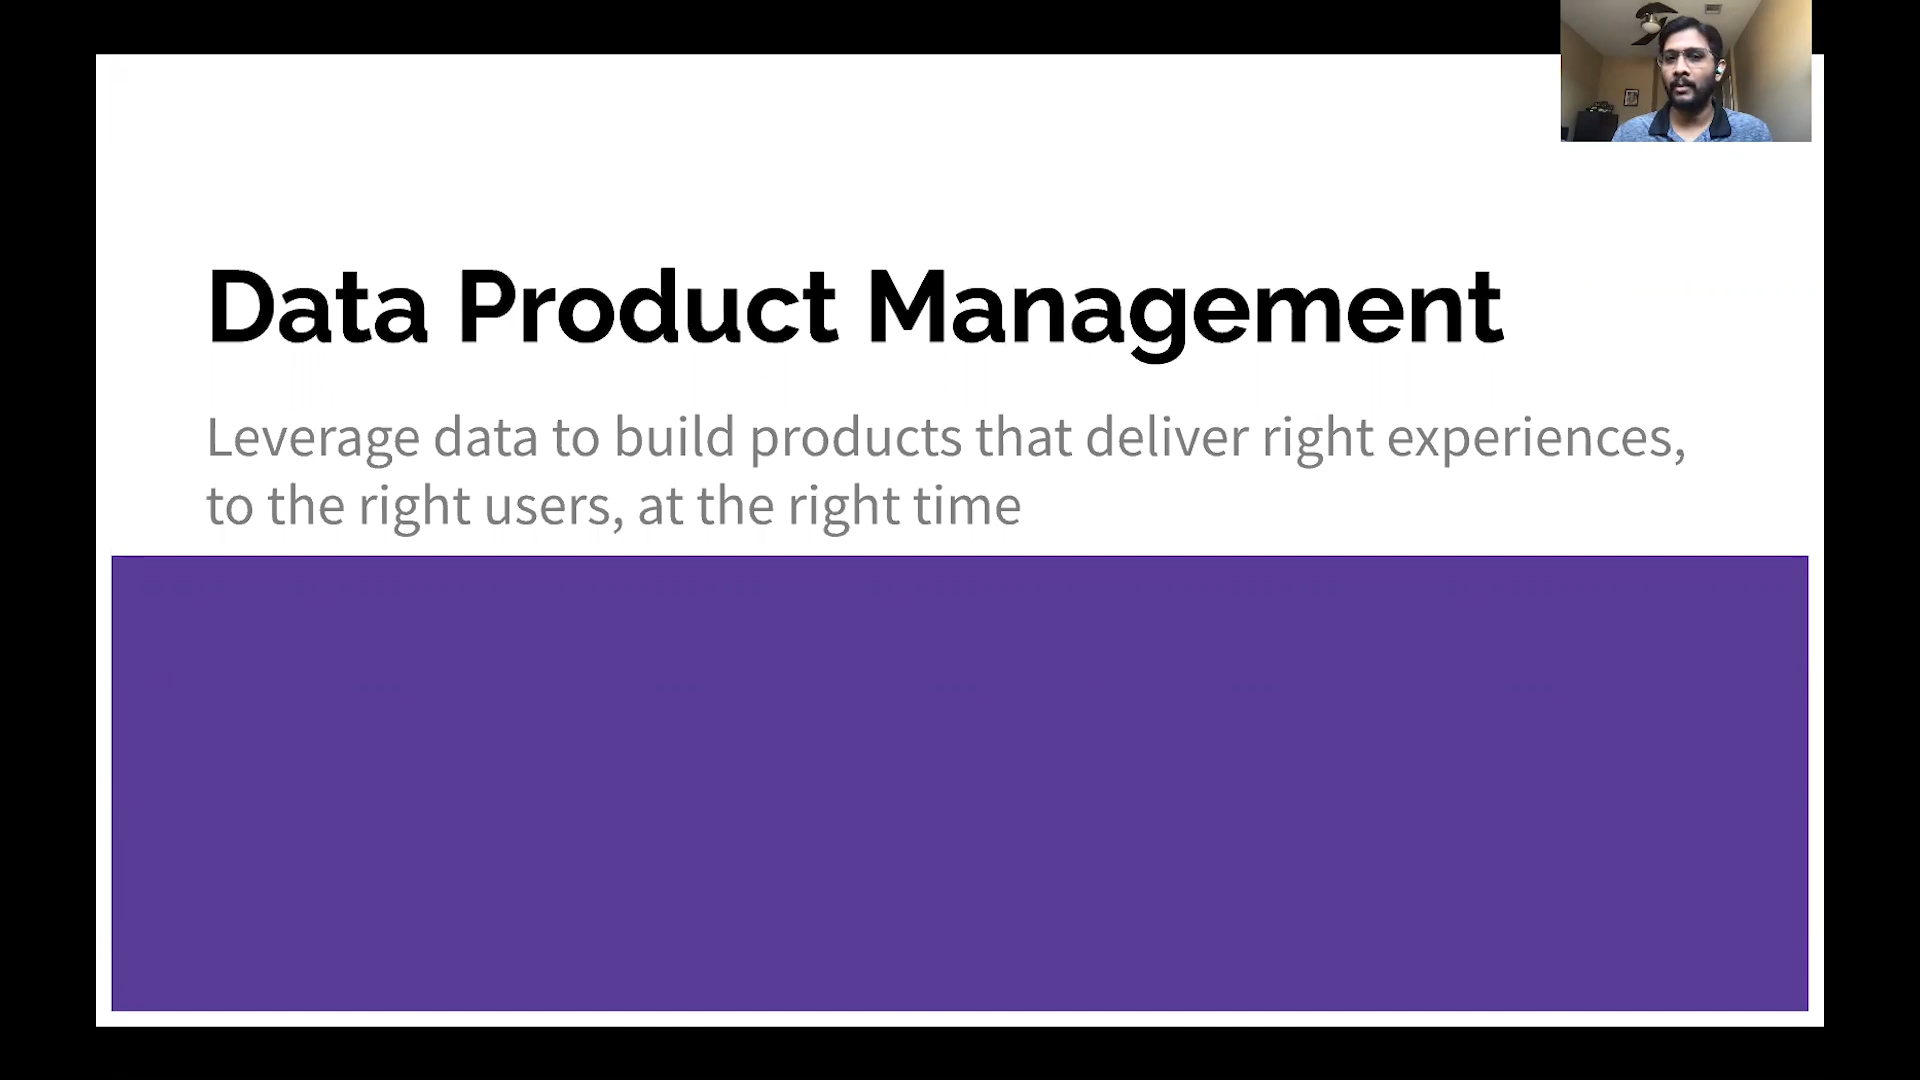 Data Product Management
Leverage data to build products that deliver right experiences,
to the right users, at the right time